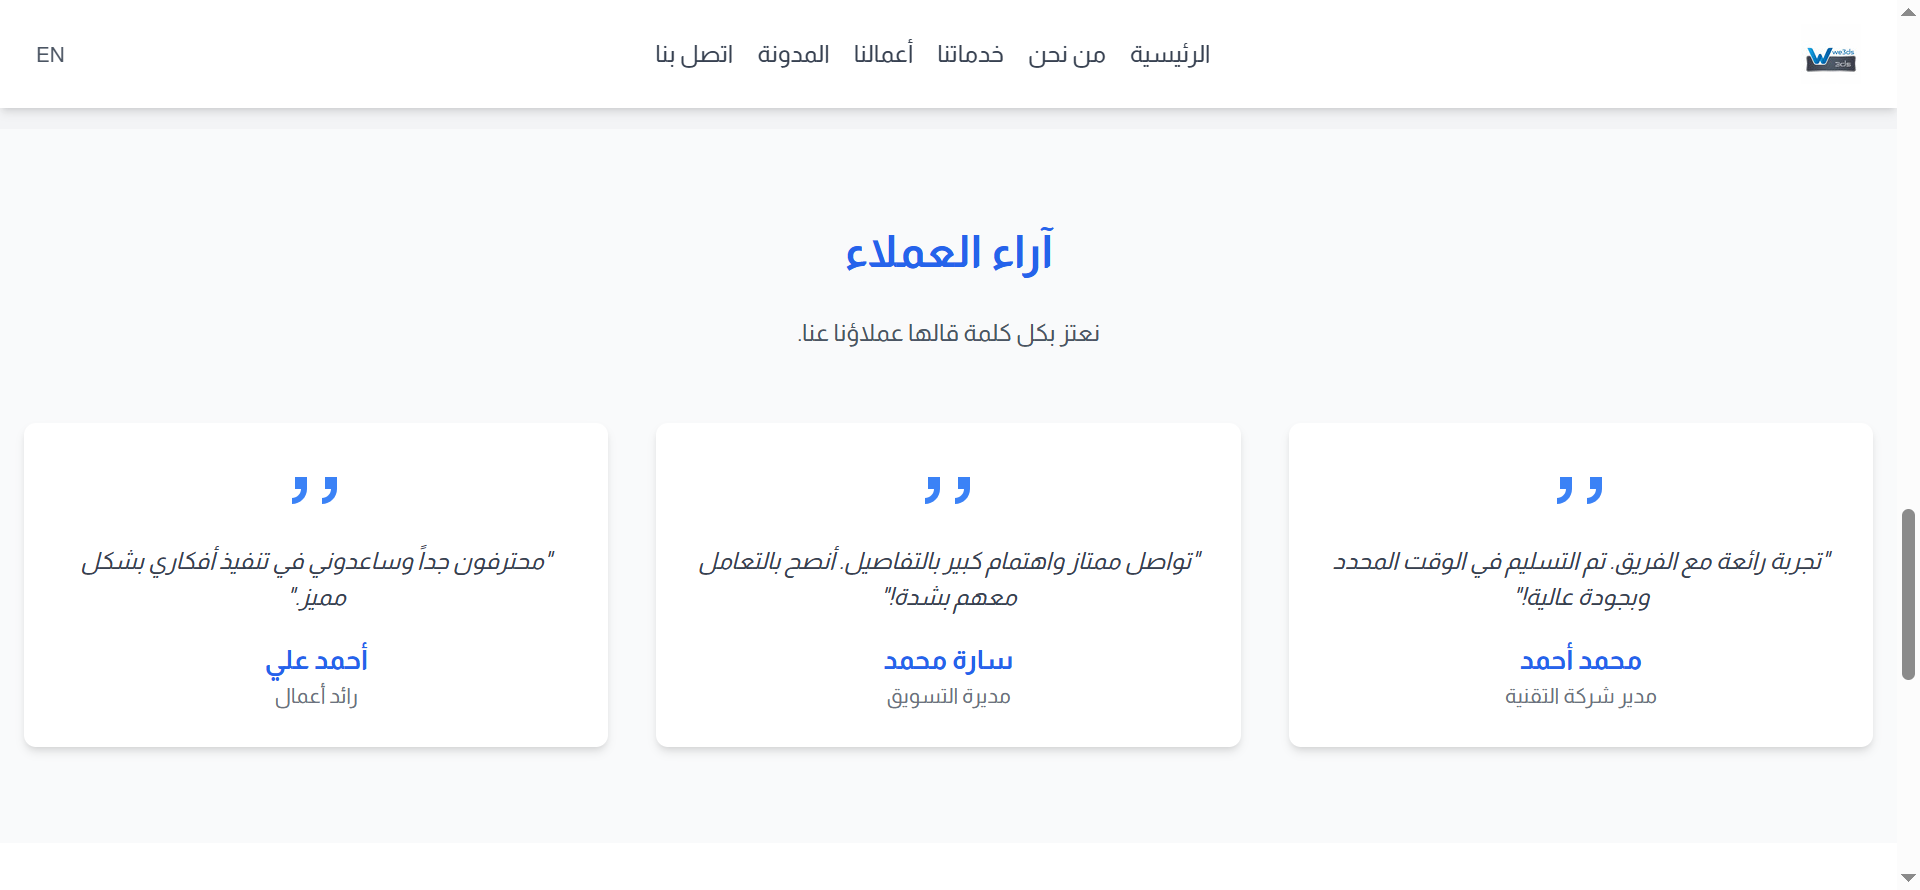 we3ds
3ds
الرئيسية
من نحن
خدماتنا
أعمالنا
المدونة
اتصل بنا
EN
آراء العملاء
نعتز بكل كلمة قالها عملاؤنا عنا.
"تجربة رائعة مع الفريق. تم التسليم في الوقت المحدد
وبجودة عالية!"
محمد أحمد
مدير شركة التقنية
"تواصل ممتاز واهتمام كبير بالتفاصيل. أنصح بالتعامل
معهم بشدة!"
سارة محمد
مديرة التسويق
"محترفون جداً وساعدوني في تنفيذ أفكاري بشكل
مميز."
أحمد علي
رائد أعمال